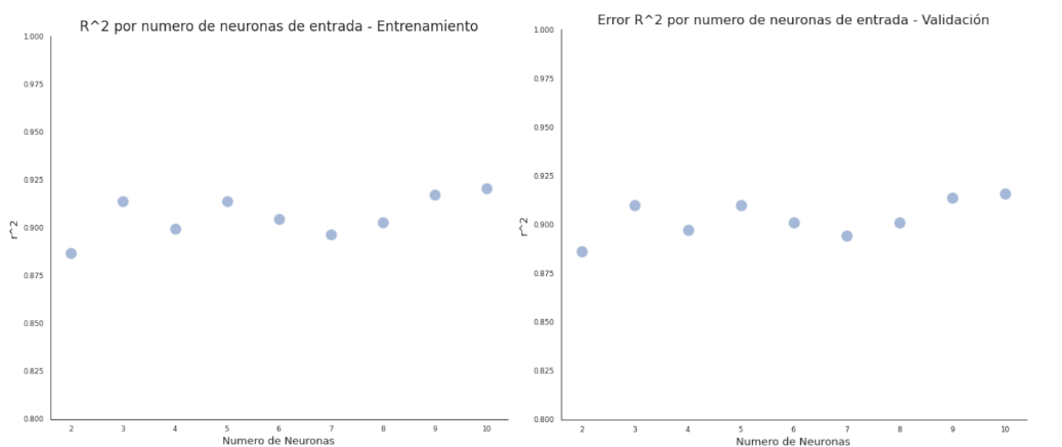 R^2 por numero de neuronas de entrada - Entrenamiento
1.000
0.975
0.950
0.925
0.900
0.875
0.850
0.825
0.800
r^2
2 3 4 5 6 7 8 9 10
Numero de Neuronas
Error R^2 por numero de neuronas de entrada - Validación
1.000
0.975
0.950
0.925
0.900
0.875
0.850
0.825
0.800
r^2
2 3 4 5 6 7 8 9 10
Numero de Neuronas